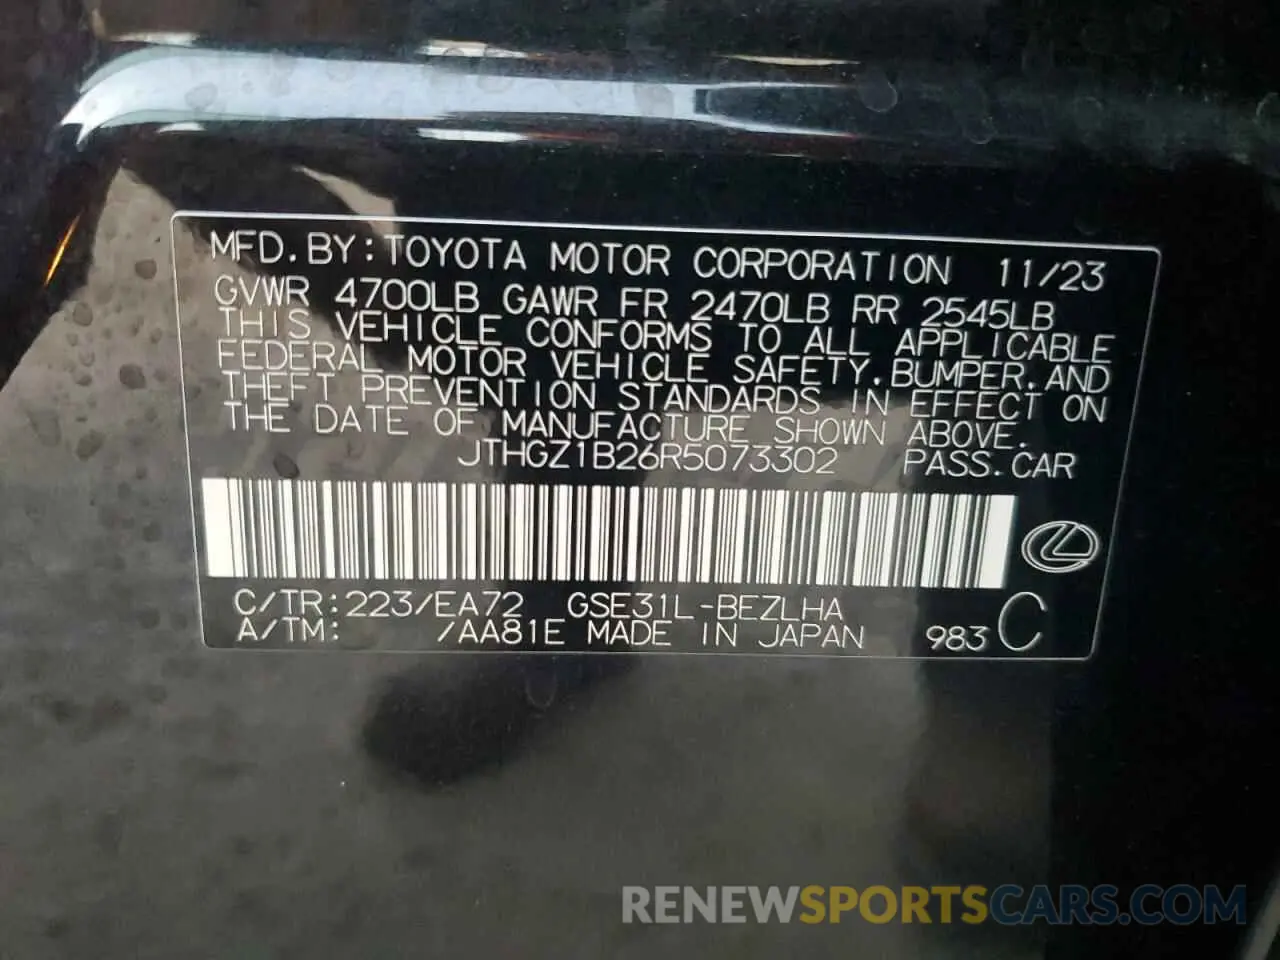 MFD. BY: TOYOTA MOTOR CORPORATION 11/23
GVWR 4700LB GAWR FR 2470LB RR 2545LB
THIS VEHICLE CONFORMS TO ALL APPLICABLE
FEDERAL MOTOR VEHICLE SAFETY, BUMPER, AND
THEFT PREVENTION STANDARDS IN EFFECT ON
THE DATE OF MANUFACTURE SHOWN ABOVE.
JTHGZ1B26R5073302 PASS. CAR
C/TR: 223/EA72 GSE31L-BEZLHA
A/TM: /AA81E MADE IN JAPAN 983 C
RENEWSPORTSCARS.COM